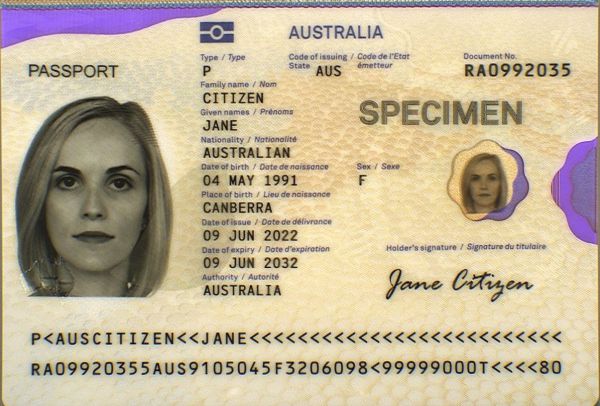 AUSTRALIA
PASSPORT
Type / Type
P
Code of issuing / Code de l'Etat
State émetteur
AUS
Document No.
RA0992035
Family name / Nom
CITIZEN
Given names / Prénoms
JANE
SPECIMEN
Nationality / Nationalité
AUSTRALIAN
Date of birth / Date de naissance
04 MAY 1991
Sex / Sexe
F
Place of birth / Lieu de naissance
CANBERRA
Date of issue / Date de délivrance
09 JUN 2022
Date of expiry / Date d'expiration
09 JUN 2032
Holder's signature / Signature du titulaire
Jane Citizen
Authority / Autorité
AUSTRALIA
P<AUSCITIZEN<<JANE<<<<<<<<<<<<<<<<<<<<<<<<<<
RA09920355AUS9105045F3206098<99999000T<<<<80